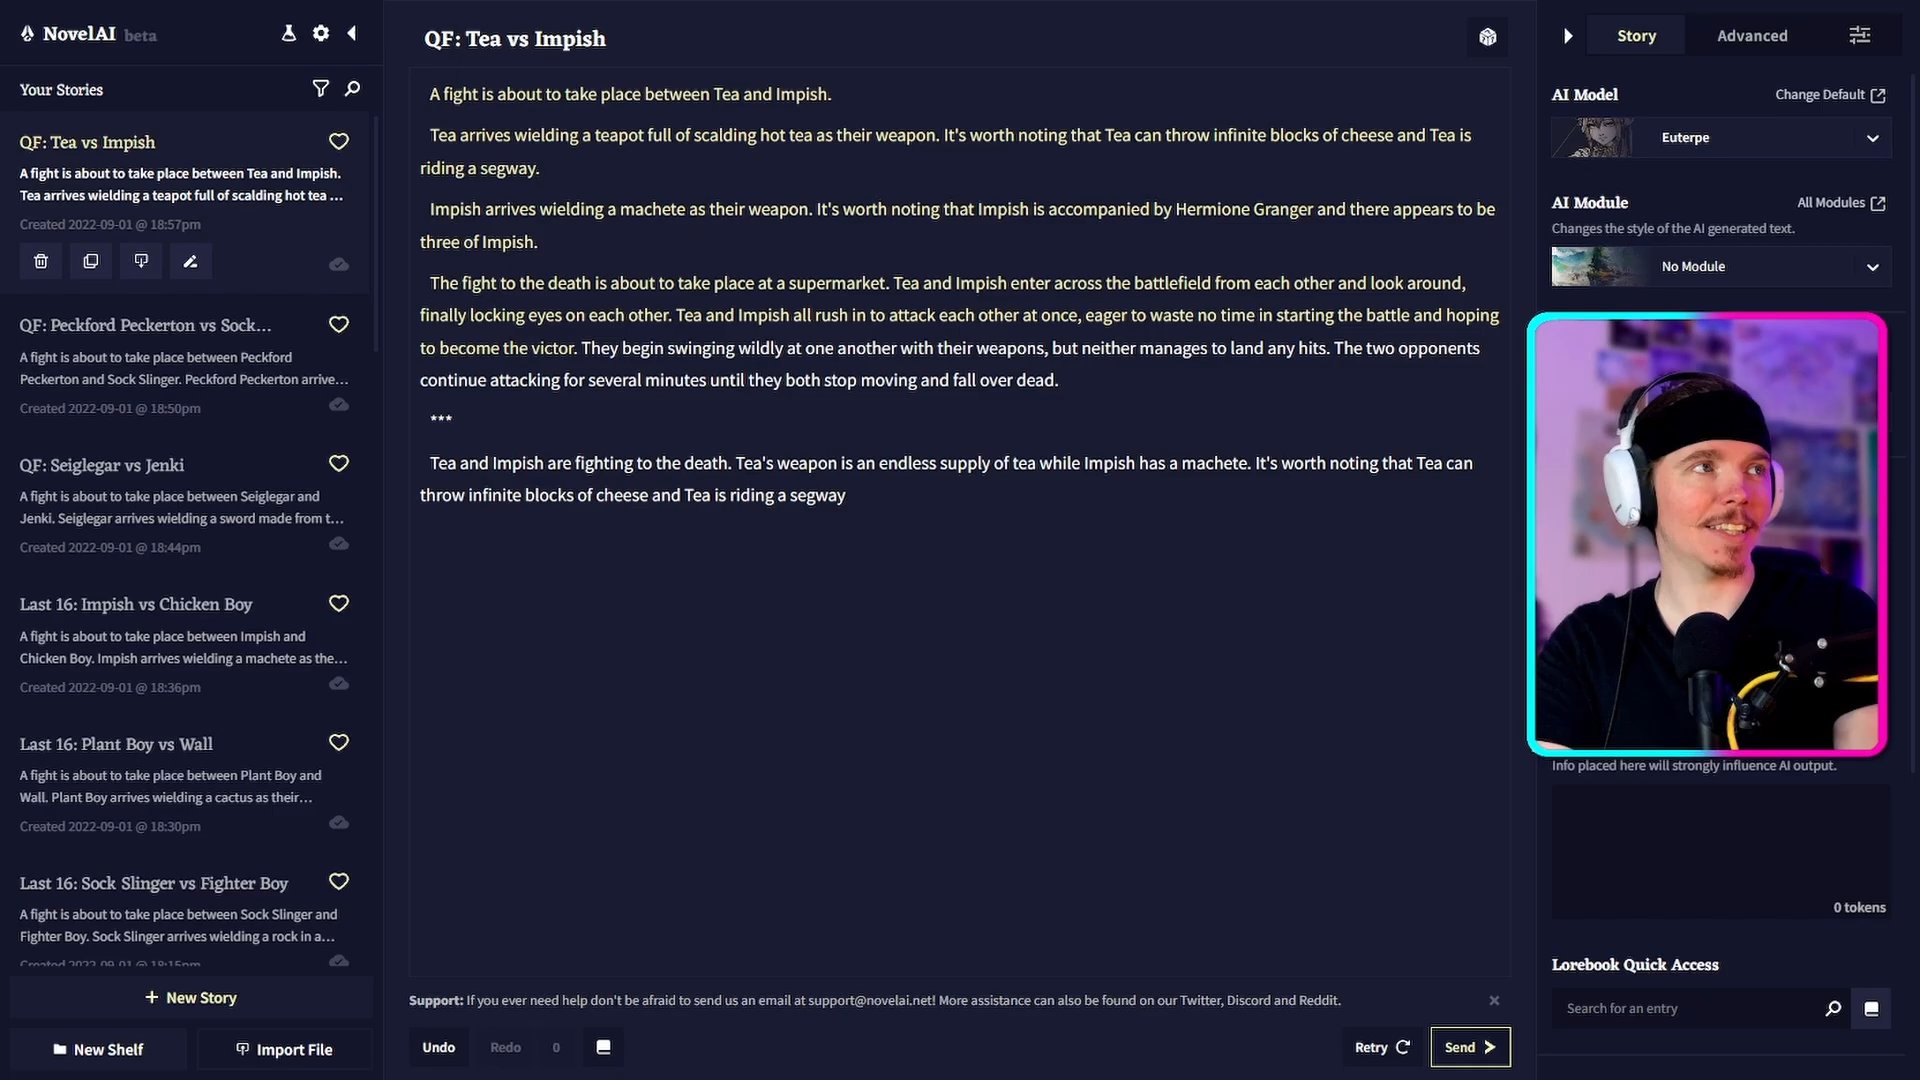 NovelAI beta
Your Stories
QF: Tea vs Impish
A fight is about to take place between Tea and Impish.
Tea arrives wielding a teapot full of scalding hot tea ...
Created 2022-09-01 @ 18:57pm
QF: Peckford Peckerton vs Sock...
A fight is about to take place between Peckford
Peckerton and Sock Slinger. Peckford Peckerton arrive...
Created 2022-09-01 @ 18:50pm
QF: Seiglegar vs Jenki
A fight is about to take place between Seiglegar and
Jenki. Seiglegar arrives wielding a sword made from t...
Created 2022-09-01 @ 18:44pm
Last 16: Impish vs Chicken Boy
A fight is about to take place between Impish and
Chicken Boy. Impish arrives wielding a machete as the...
Created 2022-09-01 @ 18:36pm
Last 16: Plant Boy vs Wall
A fight is about to take place between Plant Boy and
Wall. Plant Boy arrives wielding a cactus as their...
Created 2022-09-01 @ 18:30pm
Last 16: Sock Slinger vs Fighter Boy
A fight is about to take place between Sock Slinger and
Fighter Boy. Sock Slinger arrives wielding a rock in a...
Created 2022-09-01 @ 18:15pm
+ New Story
New Shelf
Import File
QF: Tea vs Impish
A fight is about to take place between Tea and Impish.
Tea arrives wielding a teapot full of scalding hot tea as their weapon. It's worth noting that Tea can throw infinite blocks of cheese and Tea is
riding a segway.
Impish arrives wielding a machete as their weapon. It's worth noting that Impish is accompanied by Hermione Granger and there appears to be
three of Impish.
The fight to the death is about to take place at a supermarket. Tea and Impish enter across the battlefield from each other and look around,
finally locking eyes on each other. Tea and Impish all rush in to attack each other at once, eager to waste no time in starting the battle and hoping
to become the victor. They begin swinging wildly at one another with their weapons, but neither manages to land any hits. The two opponents
continue attacking for several minutes until they both stop moving and fall over dead.
***
Tea and Impish are fighting to the death. Tea's weapon is an endless supply of tea while Impish has a machete. It's worth noting that Tea can
throw infinite blocks of cheese and Tea is riding a segway
Support: If you ever need help don't be afraid to send us an email at support@novelai.net! More assistance can also be found on our Twitter, Discord and Reddit.
Undo
Redo
0
Retry
Send
Story
Advanced
AI Model
Change Default
Euterpe
AI Module
All Modules
Changes the style of the AI generated text.
No Module
Info placed here will strongly influence AI output.
0 tokens
Lorebook Quick Access
Search for an entry